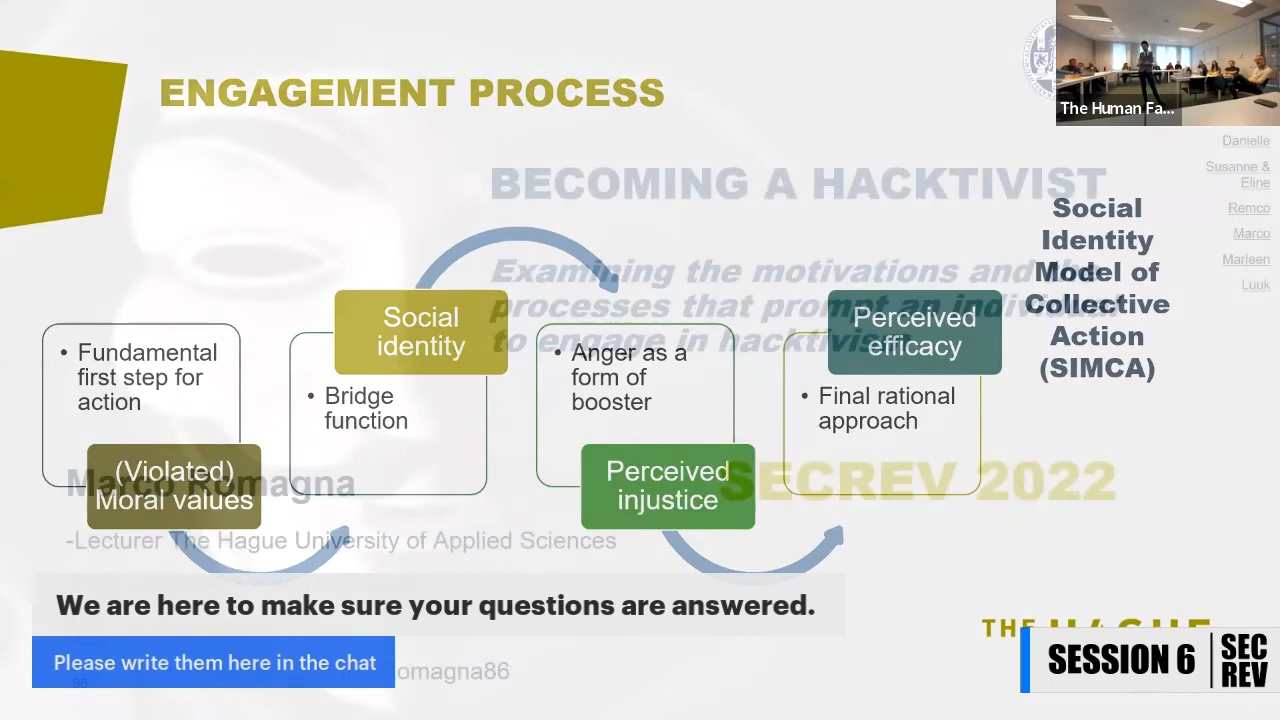 ENGAGEMENT PROCESS
The Human Fa...
Danielle
Susanne &
Eline
Remco
Marco
Marleen
Luuk
BECOMING A HACKTIVIST
Examining the motivations and the
processes that prompt an individual
to engage in hacktivism
Social
Identity
Model of
Collective
Action
(SIMCA)
• Fundamental
first step for
action
(Violated)
Moral values
Social
identity
• Bridge
function
• Anger as a
form of
booster
Perceived
injustice
Perceived
efficacy
• Final rational
approach
Marco Romagna
SECREV 2022
-Lecturer The Hague University of Applied Sciences
We are here to make sure your questions are answered.
Please write them here in the chat
omagna86
96
THE HAGUE
SESSION 6
SEC
REV